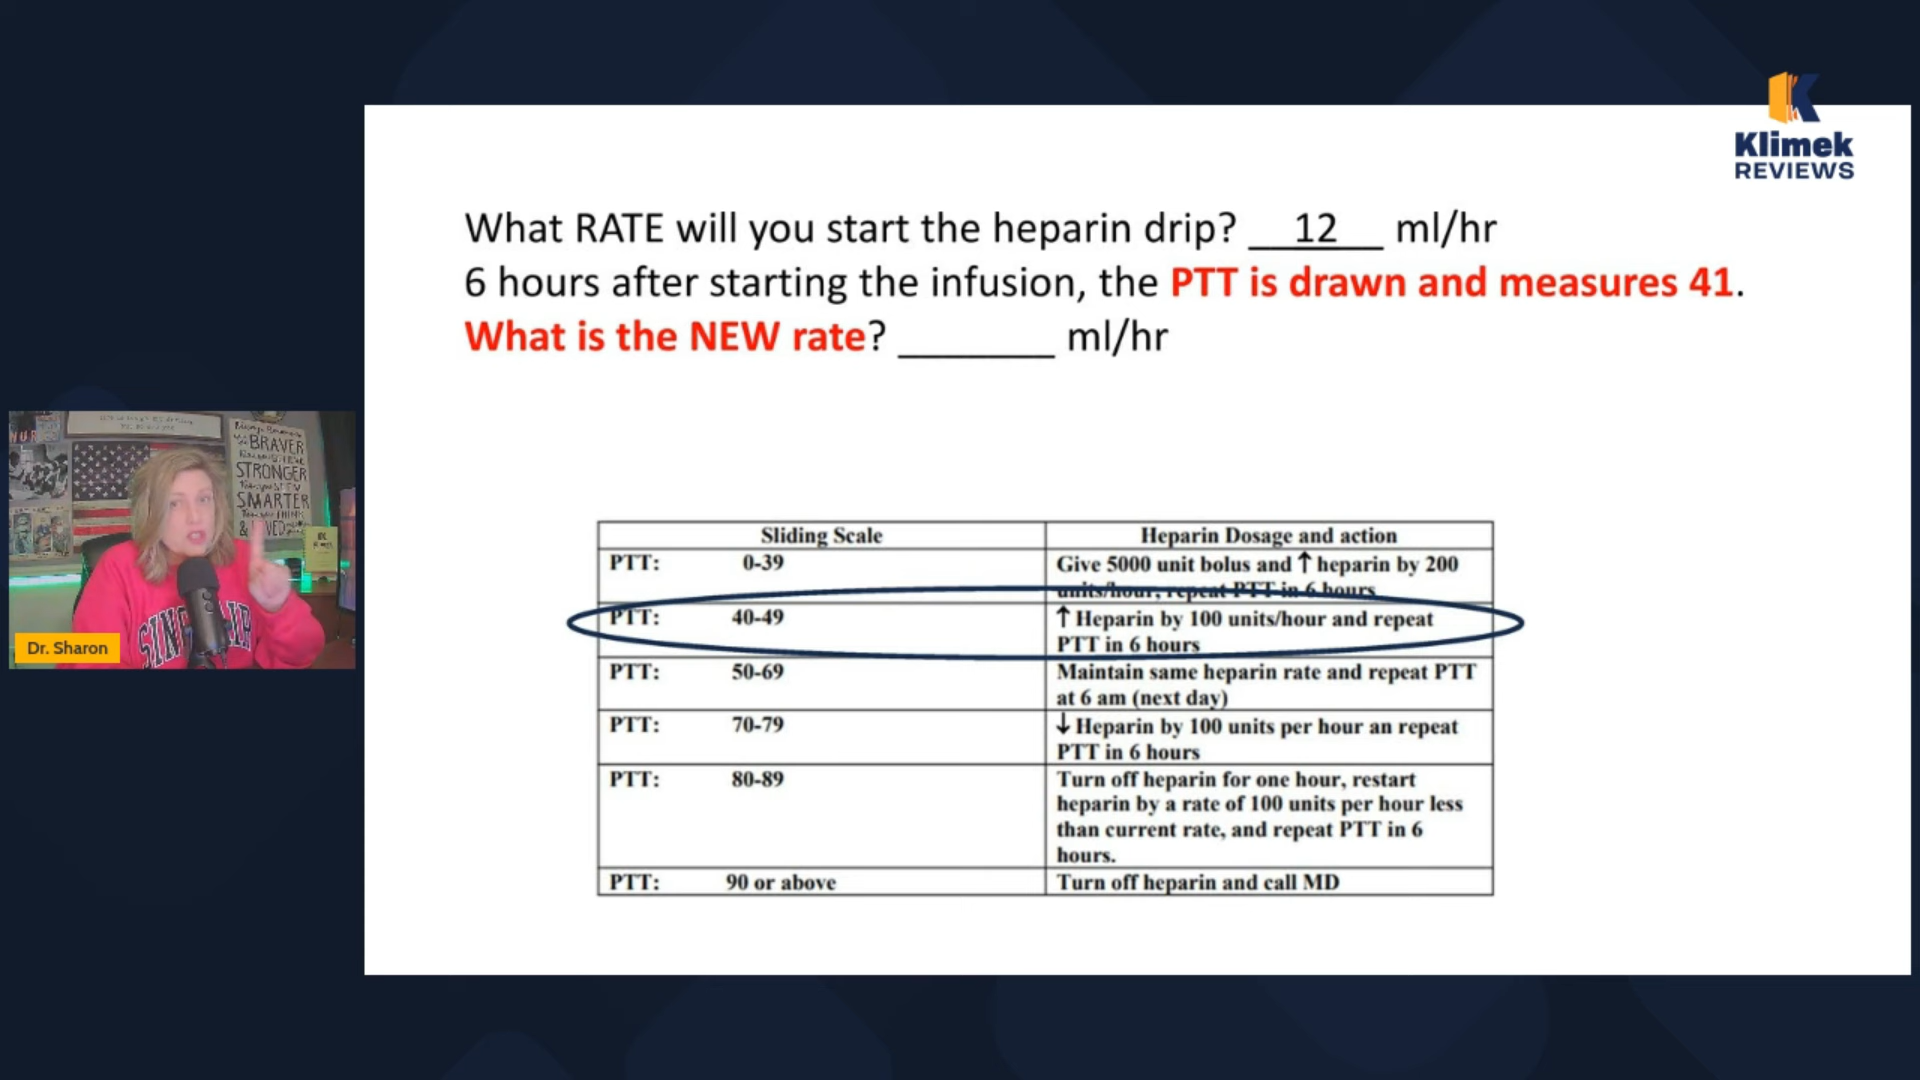 Klimek
REVIEWS
What RATE will you start the heparin drip? __12__ ml/hr
6 hours after starting the infusion, the PTT is drawn and measures 41.
What is the NEW rate? _______ ml/hr
Sliding Scale Heparin Dosage and action
PTT: 0-39 Give 5000 unit bolus and ↑ heparin by 200
units/hour, repeat PTT in 6 hours
PTT: 40-49 ↑ Heparin by 100 units/hour and repeat
PTT in 6 hours
PTT: 50-69 Maintain same heparin rate and repeat PTT
at 6 am (next day)
PTT: 70-79 ↓ Heparin by 100 units per hour an repeat
PTT in 6 hours
PTT: 80-89 Turn off heparin for one hour, restart
heparin by a rate of 100 units per hour less
than current rate, and repeat PTT in 6
hours.
PTT: 90 or above Turn off heparin and call MD
NUR
BRAVER
STRONGER
SMARTER
&
Dr. Sharon